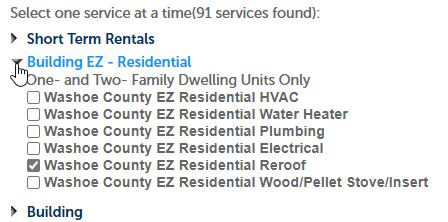 Select one service at a time(91 services found):
Short Term Rentals
Building EZ - Residential
One- and Two- Family Dwelling Units Only
Washoe County EZ Residential HVAC
Washoe County EZ Residential Water Heater
Washoe County EZ Residential Plumbing
Washoe County EZ Residential Electrical
Washoe County EZ Residential Reroof
Washoe County EZ Residential Wood/Pellet Stove/Insert
Building